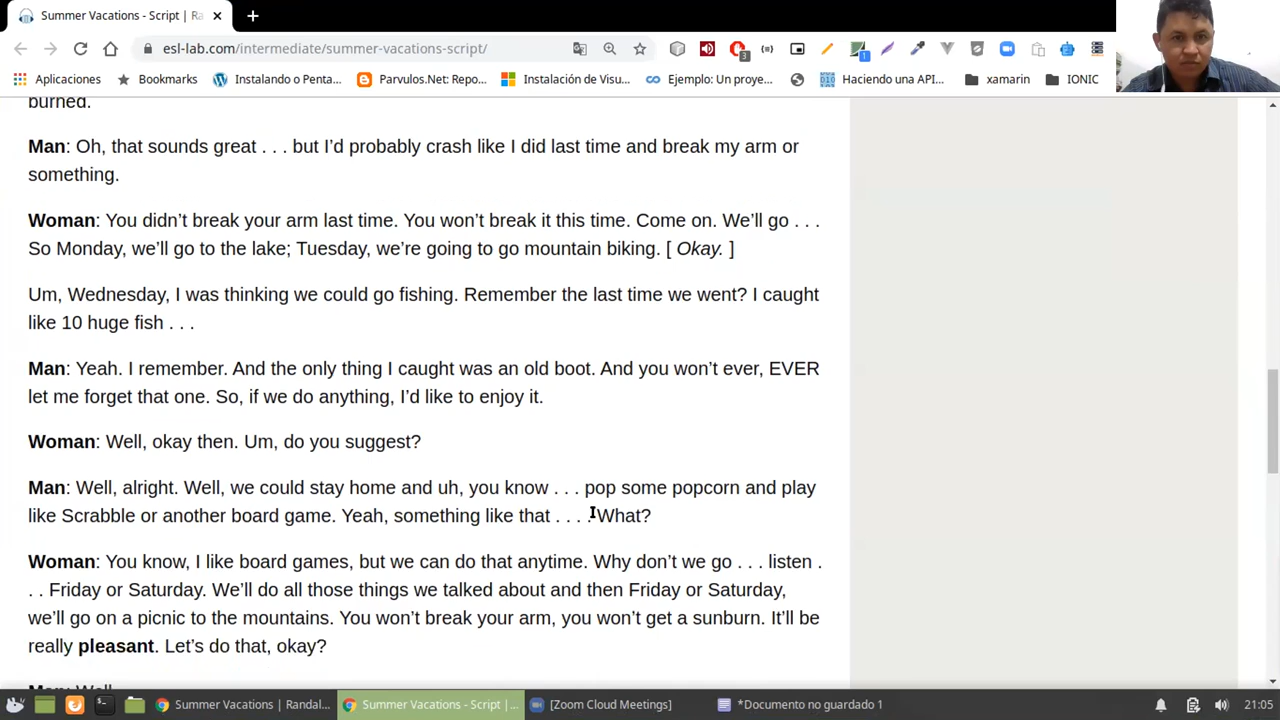 Summer Vacations - Script | Ra
esl-lab.com/intermediate/summer-vacations-script/
3
1
Aplicaciones
Bookmarks
Instalando o Penta...
Parvulos.Net: Repo...
Instalación de Visu...
Ejemplo: Un proye...
Haciendo una API...
xamarin
IONIC
burned.
Man: Oh, that sounds great . . . but I’d probably crash like I did last time and break my arm or
something.
Woman: You didn’t break your arm last time. You won’t break it this time. Come on. We’ll go . . .
So Monday, we’ll go to the lake; Tuesday, we’re going to go mountain biking. [ Okay. ]
Um, Wednesday, I was thinking we could go fishing. Remember the last time we went? I caught
like 10 huge fish . . .
Man: Yeah. I remember. And the only thing I caught was an old boot. And you won’t ever, EVER
let me forget that one. So, if we do anything, I’d like to enjoy it.
Woman: Well, okay then. Um, do you suggest?
Man: Well, alright. Well, we could stay home and uh, you know . . . pop some popcorn and play
like Scrabble or another board game. Yeah, something like that . . . . What?
Woman: You know, I like board games, but we can do that anytime. Why don’t we go . . . listen .
. . Friday or Saturday. We’ll do all those things we talked about and then Friday or Saturday,
we’ll go on a picnic to the mountains. You won’t break your arm, you won’t get a sunburn. It’ll be
really pleasant. Let’s do that, okay?
Man: Well
Summer Vacations | Randal...
Summer Vacations - Script |...
[Zoom Cloud Meetings]
*Documento no guardado 1
21:05